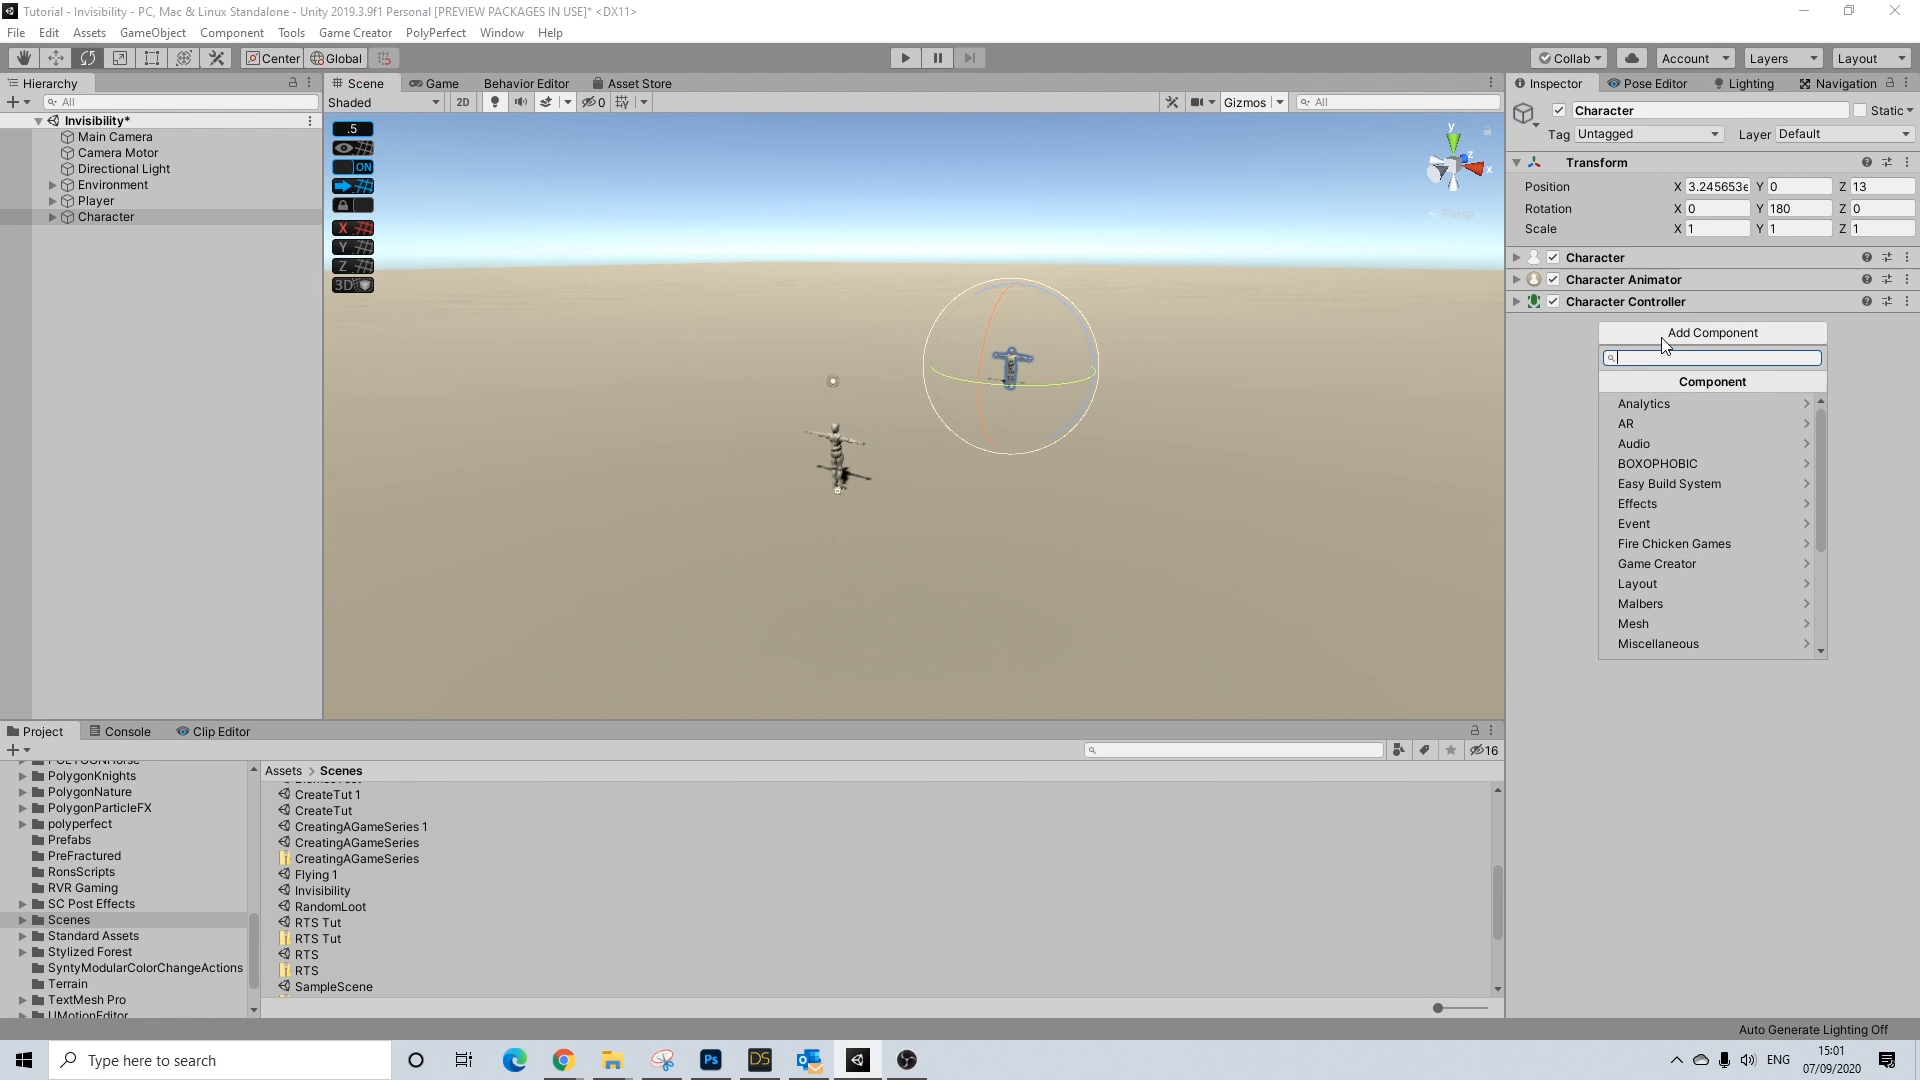 Tutorial - Invisibility - PC, Mac & Linux Standalone - Unity 2019.3.9f1 Personal [PREVIEW PACKAGES IN USE]* <DX11>
File Edit Assets GameObject Component Tools Game Creator PolyPerfect Window Help
Center Global Collab Account Layers Layout
Hierarchy
All
Invisibility*
Main Camera
Camera Motor
Directional Light
Environment
Player
Character
Scene Game Behavior Editor Asset Store
Shaded 2D 0 Gizmos All
.5
ON
X
Y
Z
3D
y
x
z
Persp
Inspector Pose Editor Lighting Navigation
Character Static
Tag Untagged Layer Default
Transform
Position X 3.245653e Y 0 Z 13
Rotation X 0 Y 180 Z 0
Scale X 1 Y 1 Z 1
Character
Character Animator
Character Controller
Add Component
Component
Analytics
AR
Audio
BOXOPHOBIC
Easy Build System
Effects
Event
Fire Chicken Games
Game Creator
Layout
Malbers
Mesh
Miscellaneous
Project Console Clip Editor
16
PolygonKnights
PolygonNature
PolygonParticleFX
polyperfect
Prefabs
PreFractured
RonsScripts
RVR Gaming
SC Post Effects
Scenes
Standard Assets
Stylized Forest
SyntyModularColorChangeActions
Terrain
TextMesh Pro
UMotionEditor
Assets > Scenes
CreateTut 1
CreateTut
CreatingAGameSeries 1
CreatingAGameSeries
CreatingAGameSeries
Flying 1
Invisibility
RandomLoot
RTS Tut
RTS Tut
RTS
RTS
SampleScene
Auto Generate Lighting Off
Type here to search
Ps
DS
ENG
15:01
07/09/2020